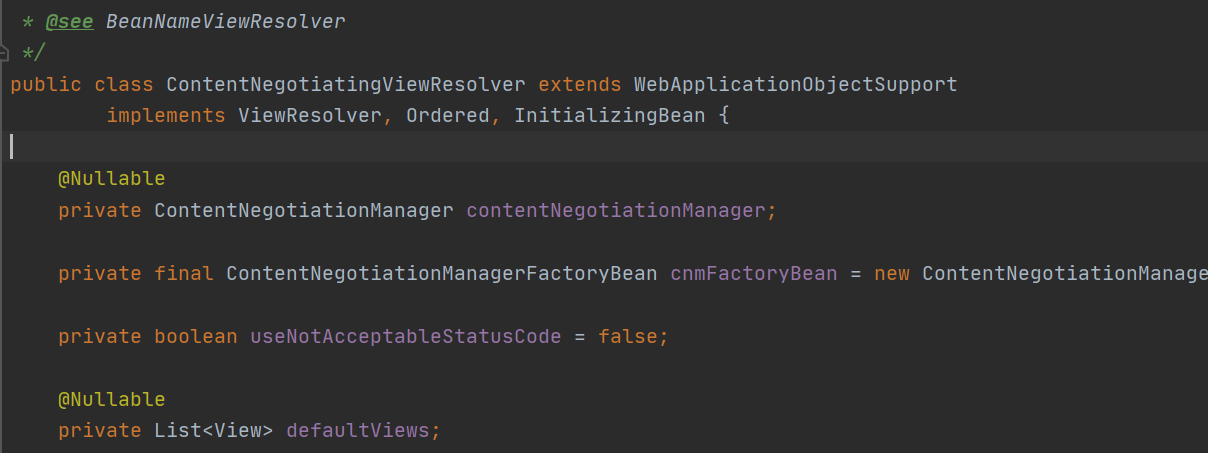 * @see BeanNameViewResolver
*/
public class ContentNegotiatingViewResolver extends WebApplicationObjectSupport
implements ViewResolver, Ordered, InitializingBean {
@Nullable
private ContentNegotiationManager contentNegotiationManager;
private final ContentNegotiationManagerFactoryBean cnmFactoryBean = new ContentNegotiationManage
private boolean useNotAcceptableStatusCode = false;
@Nullable
private List<View> defaultViews;